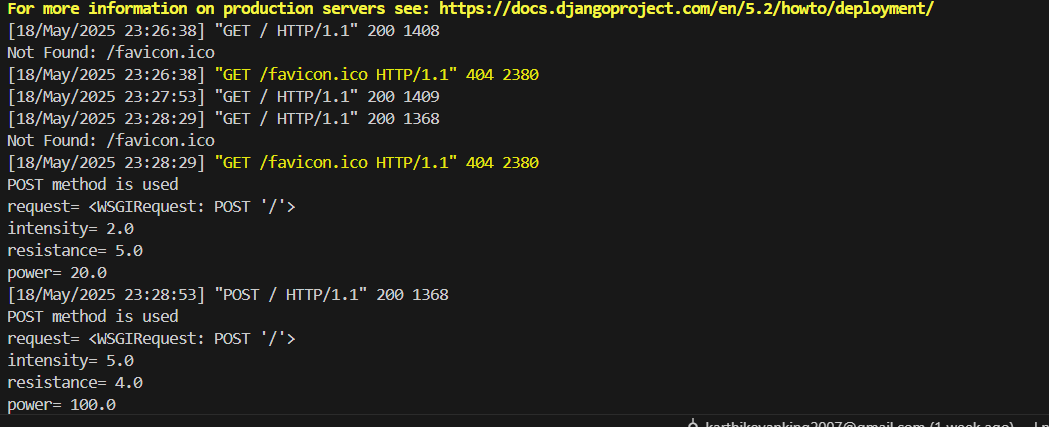 For more information on production servers see: https://docs.djangoproject.com/en/5.2/howto/deployment/
[18/May/2025 23:26:38] "GET / HTTP/1.1" 200 1408
Not Found: /favicon.ico
[18/May/2025 23:26:38] "GET /favicon.ico HTTP/1.1" 404 2380
[18/May/2025 23:27:53] "GET / HTTP/1.1" 200 1409
[18/May/2025 23:28:29] "GET / HTTP/1.1" 200 1368
Not Found: /favicon.ico
[18/May/2025 23:28:29] "GET /favicon.ico HTTP/1.1" 404 2380
POST method is used
request= <WSGIRequest: POST '/'>
intensity= 2.0
resistance= 5.0
power= 20.0
[18/May/2025 23:28:53] "POST / HTTP/1.1" 200 1368
POST method is used
request= <WSGIRequest: POST '/'>
intensity= 5.0
resistance= 4.0
power= 100.0
karthikeyanking2007@gmail.com (1 week ago)